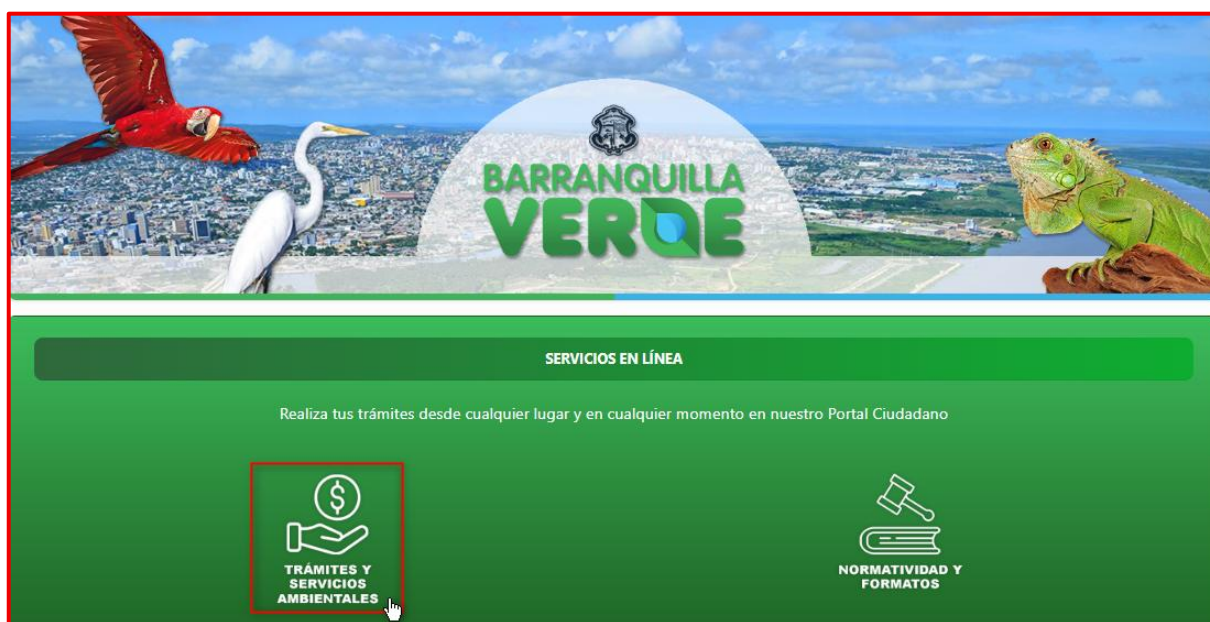 BARRANQUILLA
VERDE
SERVICIOS EN LÍNEA
Realiza tus trámites desde cualquier lugar y en cualquier momento en nuestro Portal Ciudadano
TRÁMITES Y
SERVICIOS
AMBIENTALES
NORMATIVIDAD Y
FORMATOS